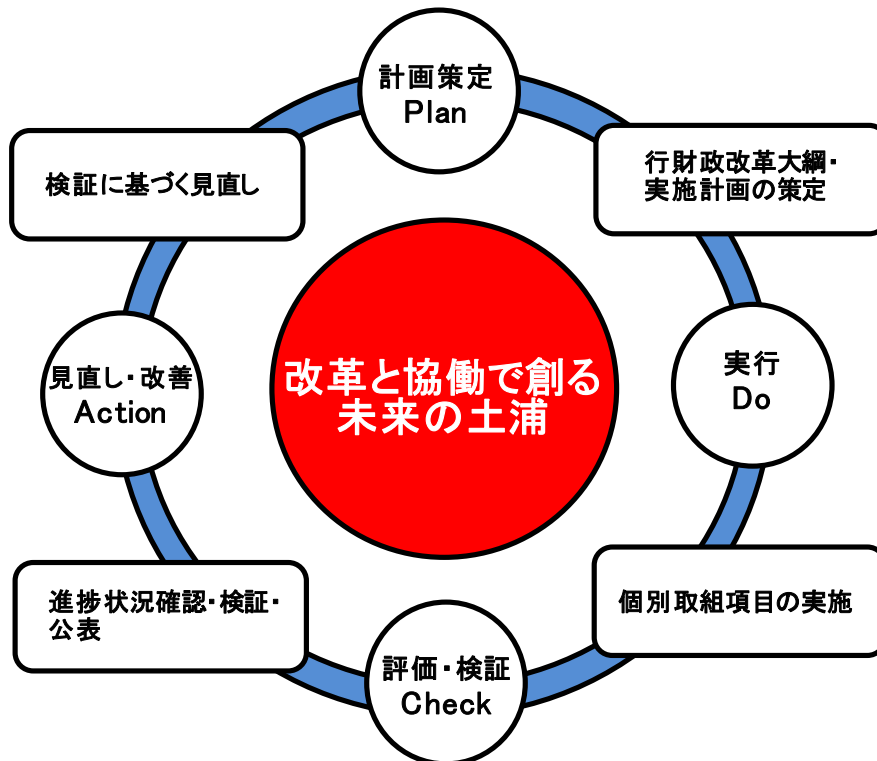 計画策定
Plan
検証に基づく見直し
行財政改革大綱・
実施計画の策定
見直し・改善
Action
改革と協働で創る
未来の土浦
実行
Do
進捗状況確認・検証・
公表
個別取組項目の実施
評価・検証
Check